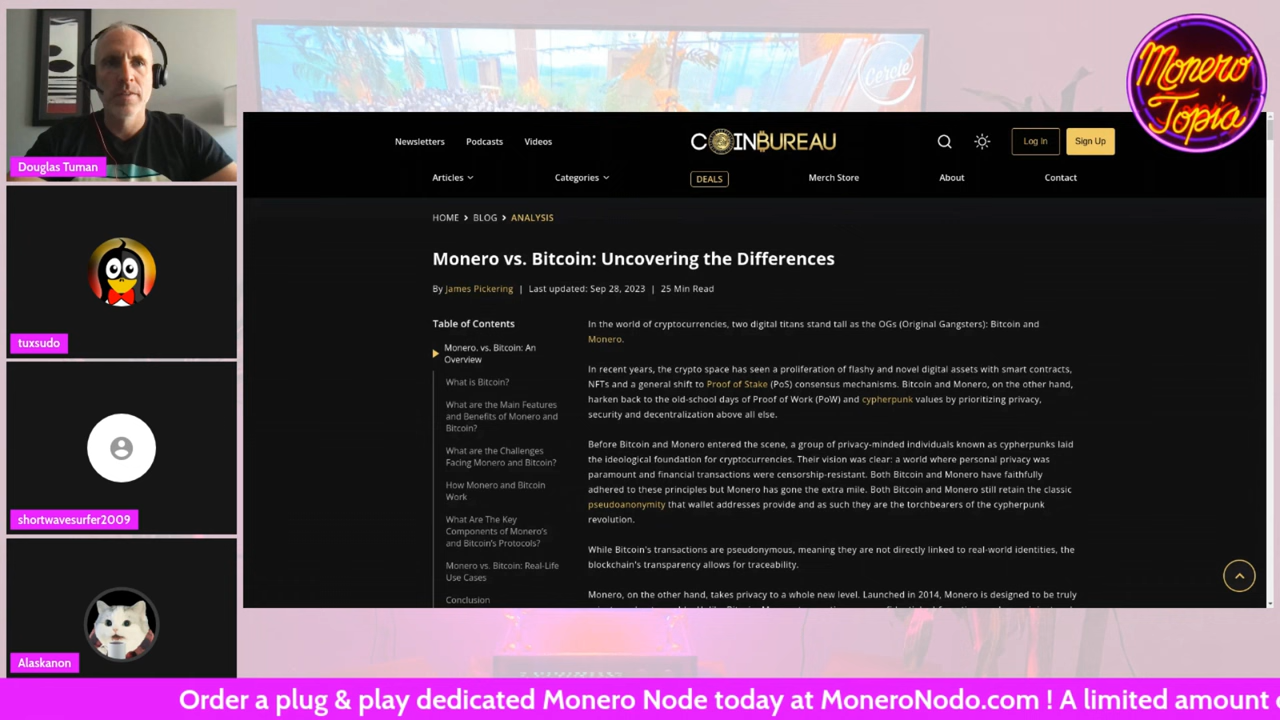 Cercle
Monero
Topia
Douglas Tuman
tuxsudo
shortwavesurfer2009
Alaskanon
Newsletters Podcasts Videos
COINBUREAU
Log In Sign Up
Articles Categories DEALS Merch Store About Contact
HOME > BLOG > ANALYSIS
Monero vs. Bitcoin: Uncovering the Differences
By James Pickering | Last updated: Sep 28, 2023 | 25 Min Read
Table of Contents
Monero. vs. Bitcoin: An
Overview
What is Bitcoin?
What are the Main Features
and Benefits of Monero and
Bitcoin?
What are the Challenges
Facing Monero and Bitcoin?
How Monero and Bitcoin
Work
What Are The Key
Components of Monero's
and Bitcoin's Protocols?
Monero vs. Bitcoin: Real-Life
Use Cases
Conclusion
In the world of cryptocurrencies, two digital titans stand tall as the OGs (Original Gangsters): Bitcoin and
Monero.
In recent years, the crypto space has seen a proliferation of flashy and novel digital assets with smart contracts,
NFTs and a general shift to Proof of Stake (PoS) consensus mechanisms. Bitcoin and Monero, on the other hand,
harken back to the old-school days of Proof of Work (PoW) and cypherpunk values by prioritizing privacy,
security and decentralization above all else.
Before Bitcoin and Monero entered the scene, a group of privacy-minded individuals known as cypherpunks laid
the ideological foundation for cryptocurrencies. Their vision was clear: a world where personal privacy was
paramount and financial transactions were censorship-resistant. Both Bitcoin and Monero have faithfully
adhered to these principles but Monero has gone the extra mile. Both Bitcoin and Monero still retain the classic
pseudoanonymity that wallet addresses provide and as such they are the torchbearers of the cypherpunk
revolution.
While Bitcoin's transactions are pseudonymous, meaning they are not directly linked to real-world identities, the
blockchain's transparency allows for traceability.
Monero, on the other hand, takes privacy to a whole new level. Launched in 2014, Monero is designed to be truly
Order a plug & play dedicated Monero Node today at MoneroNodo.com ! A limited amount